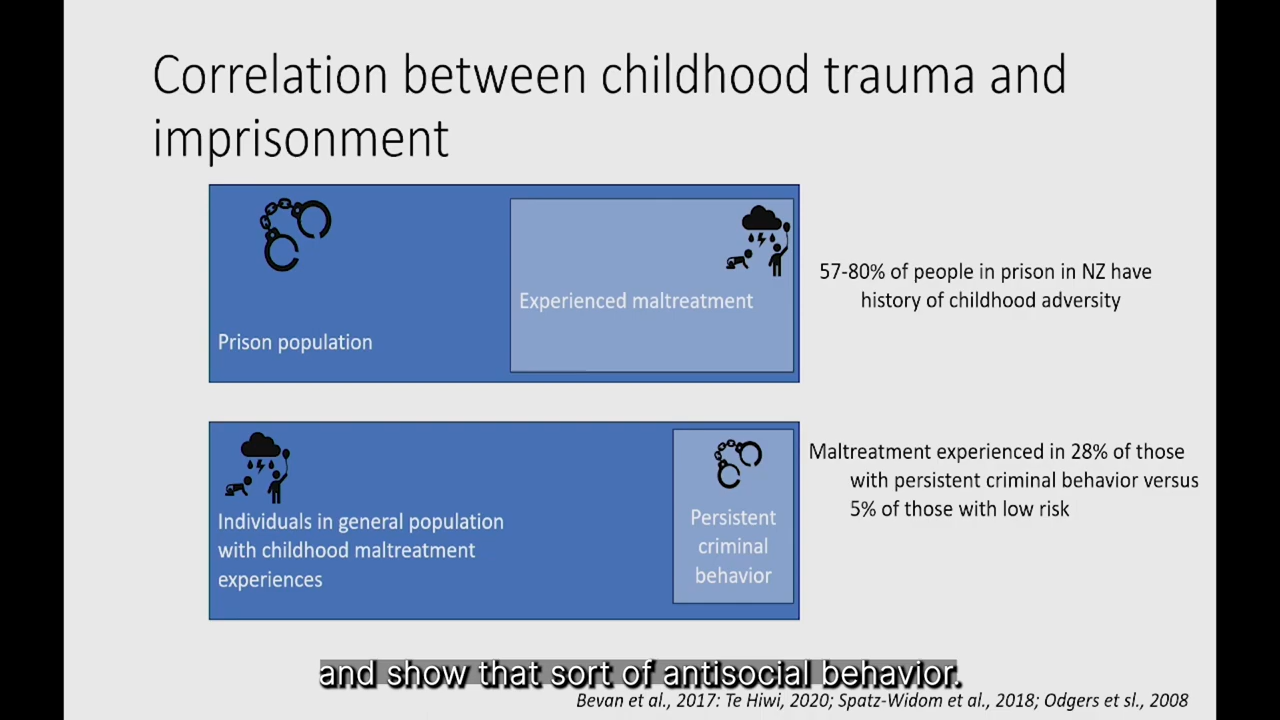 Correlation between childhood trauma and
imprisonment
Experienced maltreatment
Prison population
57-80% of people in prison in NZ have
history of childhood adversity
Individuals in general population
with childhood maltreatment
experiences
Persistent
criminal
behavior
Maltreatment experienced in 28% of those
with persistent criminal behavior versus
5% of those with low risk
and show that sort of antisocial behavior.
Bevan et al., 2017: Te Hiwi, 2020; Spatz-Widom et al., 2018; Odgers et sl., 2008